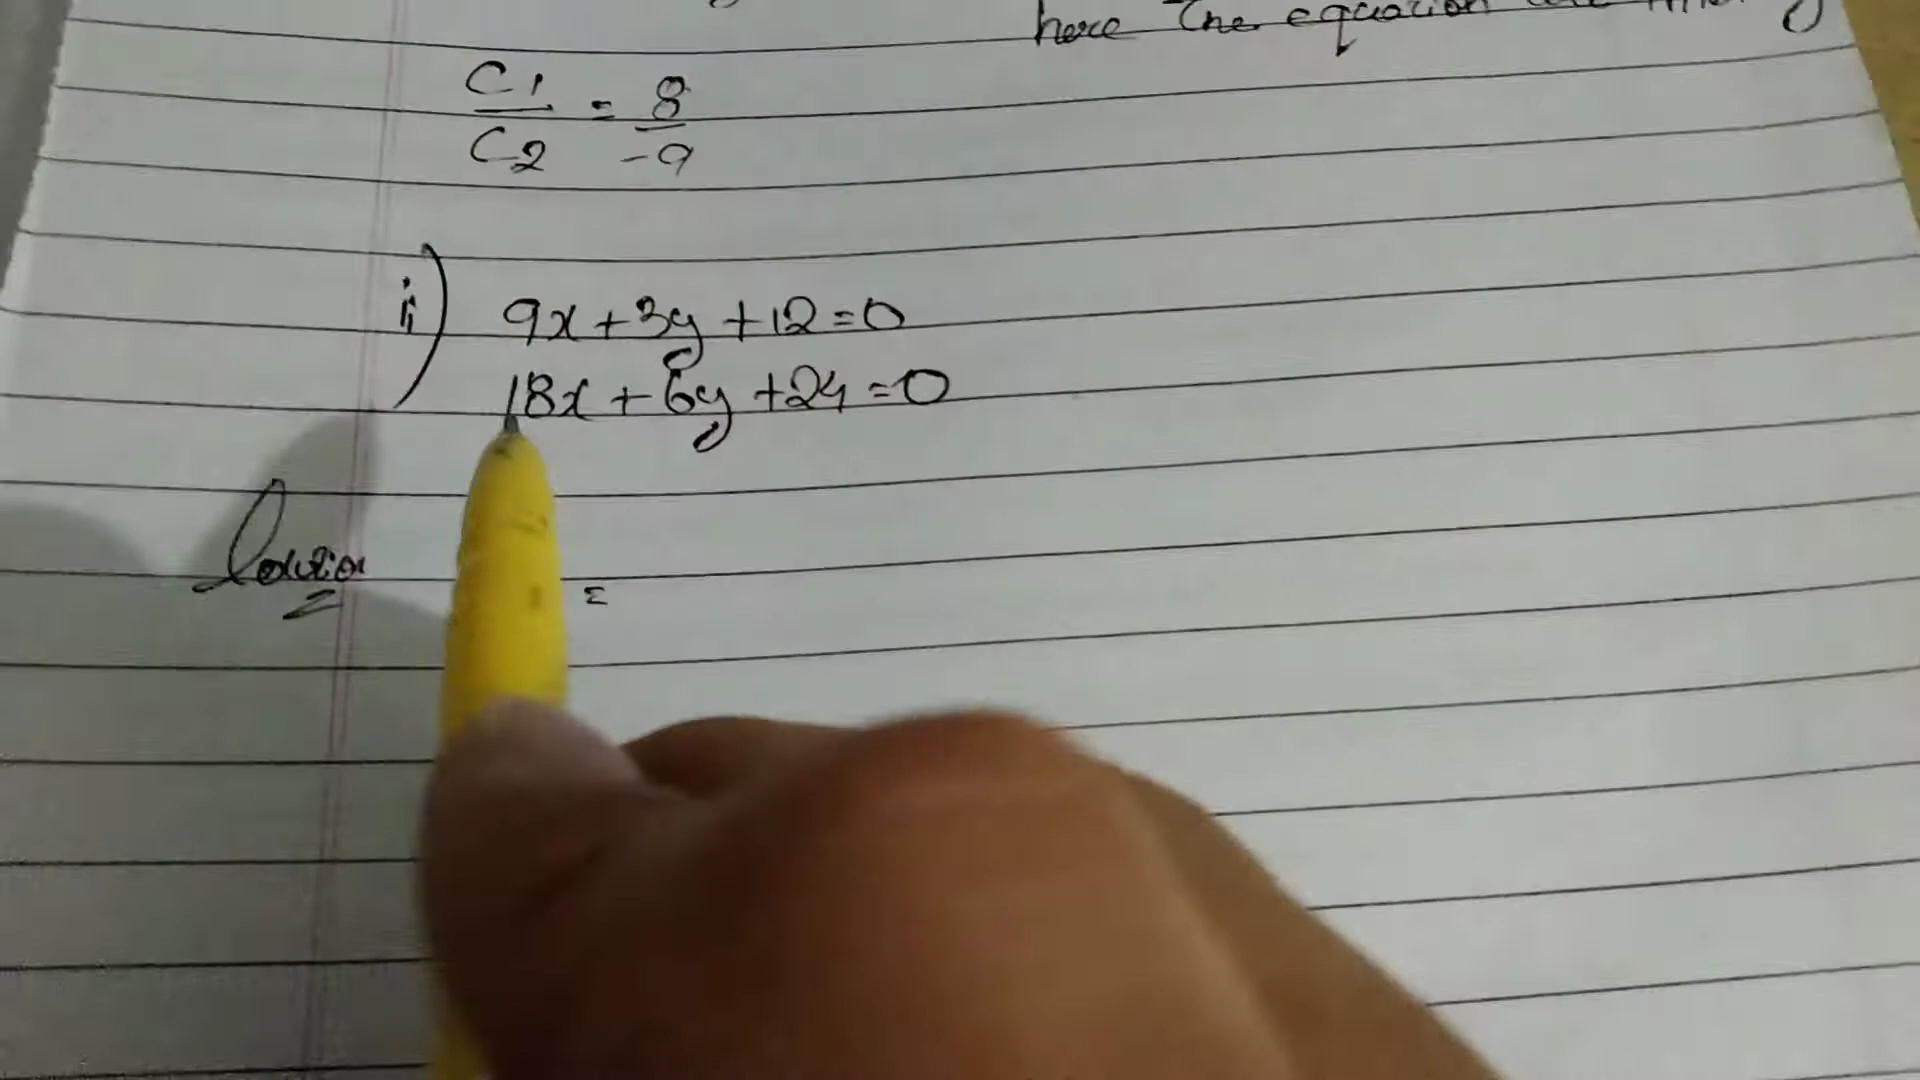 here The equation
C1/C2 = 8/-9
ii) 9x+3y+12=0
18x+6y+24=0
Solution
=